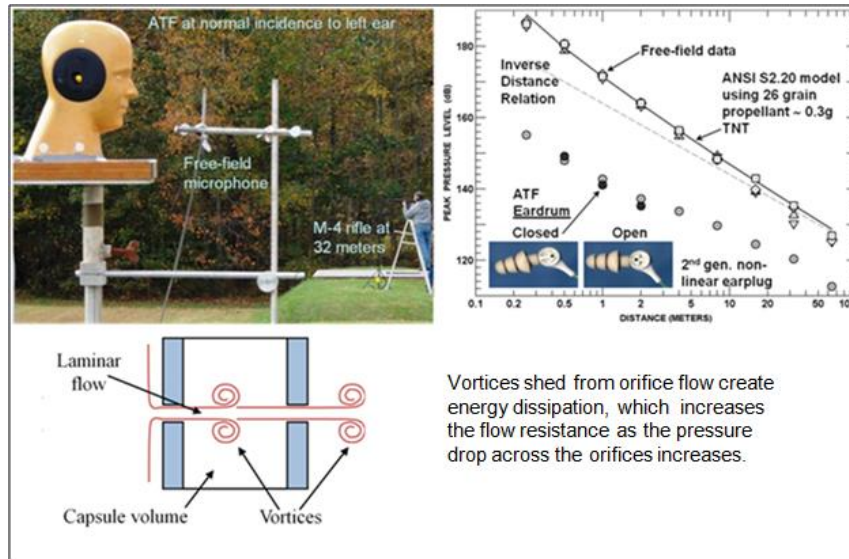 ATF at normal incidence to left ear
Free-field
microphone
M-4 rifle at
32 meters
PEAK PRESSURE LEVEL (dB)
180
160
140
120
Free-field data
Inverse
Distance
Relation
ANSI S2.20 model
using 26 grain
propellant ~ 0.3g
TNT
ATF
Eardrum
Closed
Open
2nd gen. non-
linear earplug
0.1
0.2
0.5
1
2
5
10
20
50
100
DISTANCE (METERS)
Laminar
flow
Capsule volume
Vortices
Vortices shed from orifice flow create
energy dissipation, which increases
the flow resistance as the pressure
drop across the orifices increases.